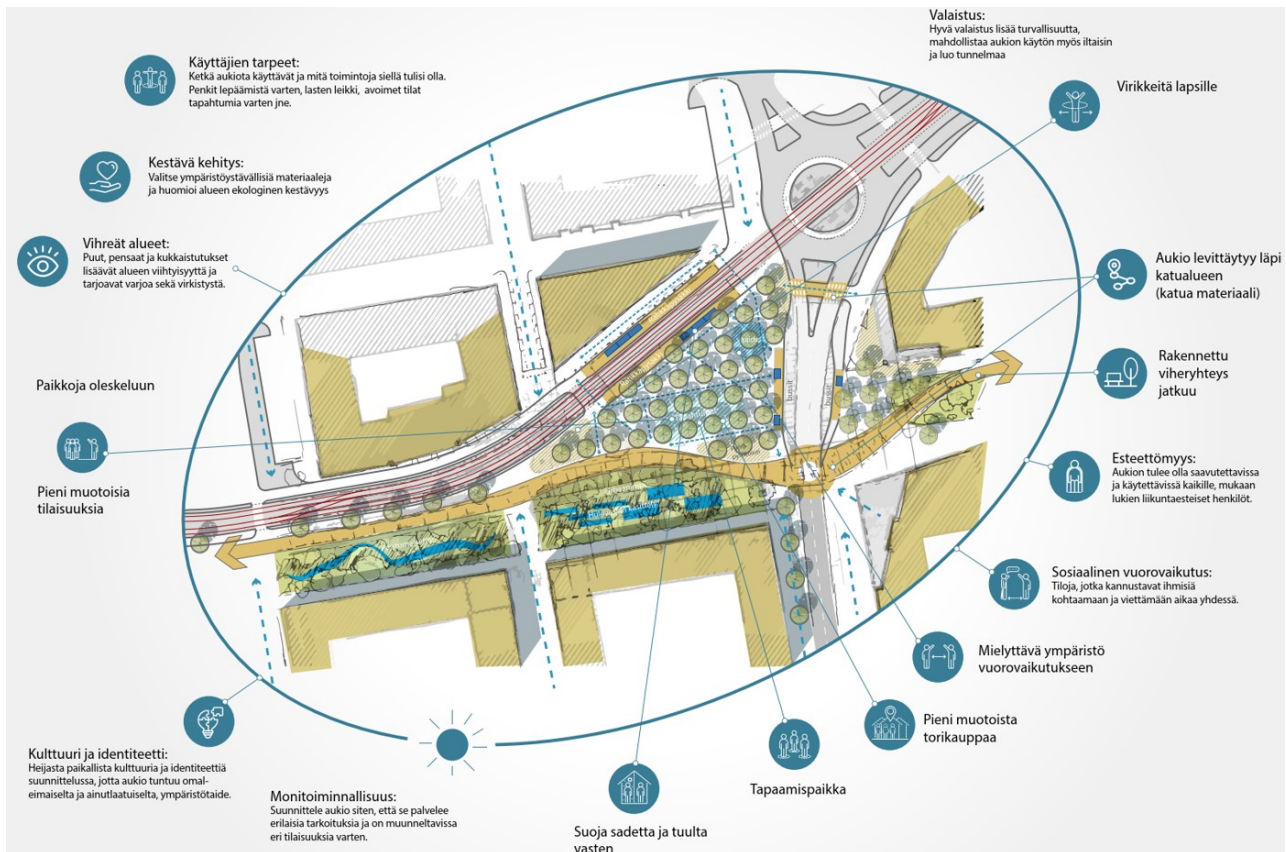 Valaistus:
Hyvä valaistus lisää turvallisuutta,
mahdollistaa aukion käytön myös iltaisin
ja luo tunnelmaa
Käyttäjien tarpeet:
Ketkä aukiota käyttävät ja mitä toimintoja siellä tulisi olla.
Penkit lepäämistä varten, lasten leikki, avoimet tilat
tapahtumia varten jne.
Virikkeitä lapsille
Kestävä kehitys:
Valitse ympäristöystävällisiä materiaaleja
ja huomioi alueen ekologinen kestävyys
Vihreät alueet:
Puut, pensaat ja kukkaistutukset
lisäävät alueen viihtyisyyttä ja
tarjoavat varjoa sekä virkistystä.
Aukio levittäytyy läpi
katualueen
(katua materiaali)
Rakennettu
viheryhteys
jatkuu
Paikkoja oleskeluun
Pieni muotoisia
tilaisuuksia
bussit
bussit
Esteettömyys:
Aukion tulee olla saavutettavissa
ja käytettävissä kaikille, mukaan
lukien liikuntaesteiset henkilöt.
Sosiaalinen vuorovaikutus:
Tiloja, jotka kannustavat ihmisiä
kohtaamaan ja viettämään aikaa yhdessä.
Mielyttävä ympäristö
vuorovaikutukseen
Pieni muotoista
torikauppaa
Tapaamispaikka
Suoja sadetta ja tuulta
vasten
Kulttuuri ja identiteetti:
Heijasta paikallista kulttuuria ja identiteettiä
suunnittelussa, jotta aukio tuntuu omal-
eimaiselta ja ainutlaatuiselta, ympäristötaide.
Monitoiminnallisuus:
Suunnittele aukio siten, että se palvelee
erilaisia tarkoituksia ja on muunneltavissa
eri tilaisuuksia varten.